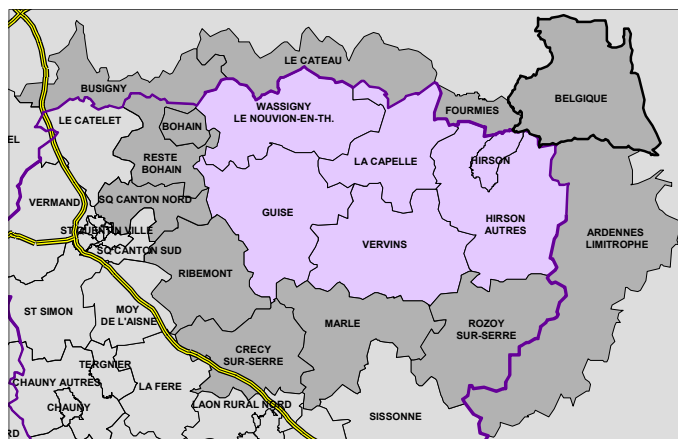 LE CATEAU
BUSIGNY
BELGIQUE
WASSIGNY
LE NOUVION-EN-TH.
FOURMIES
LE CATELET
BOHAIN
EL
RESTE
BOHAIN
LA CAPELLE
HIRSON
VERMAND
SQ CANTON NORD
GUISE
HIRSON
AUTRES
ARDENNES
LIMITROPHE
ST QUENTIN VILLE
SQ CANTON SUD
VERVINS
RIBEMONT
ST SIMON
MOY
DE L'AISNE
MARLE
ROZOY
SUR-SERRE
CRECY
SUR-SERRE
TERGNIER
CHAUNY AUTRES
LA FERE
CHAUNY
LAON RURAL NORD
SISSONNE
RD